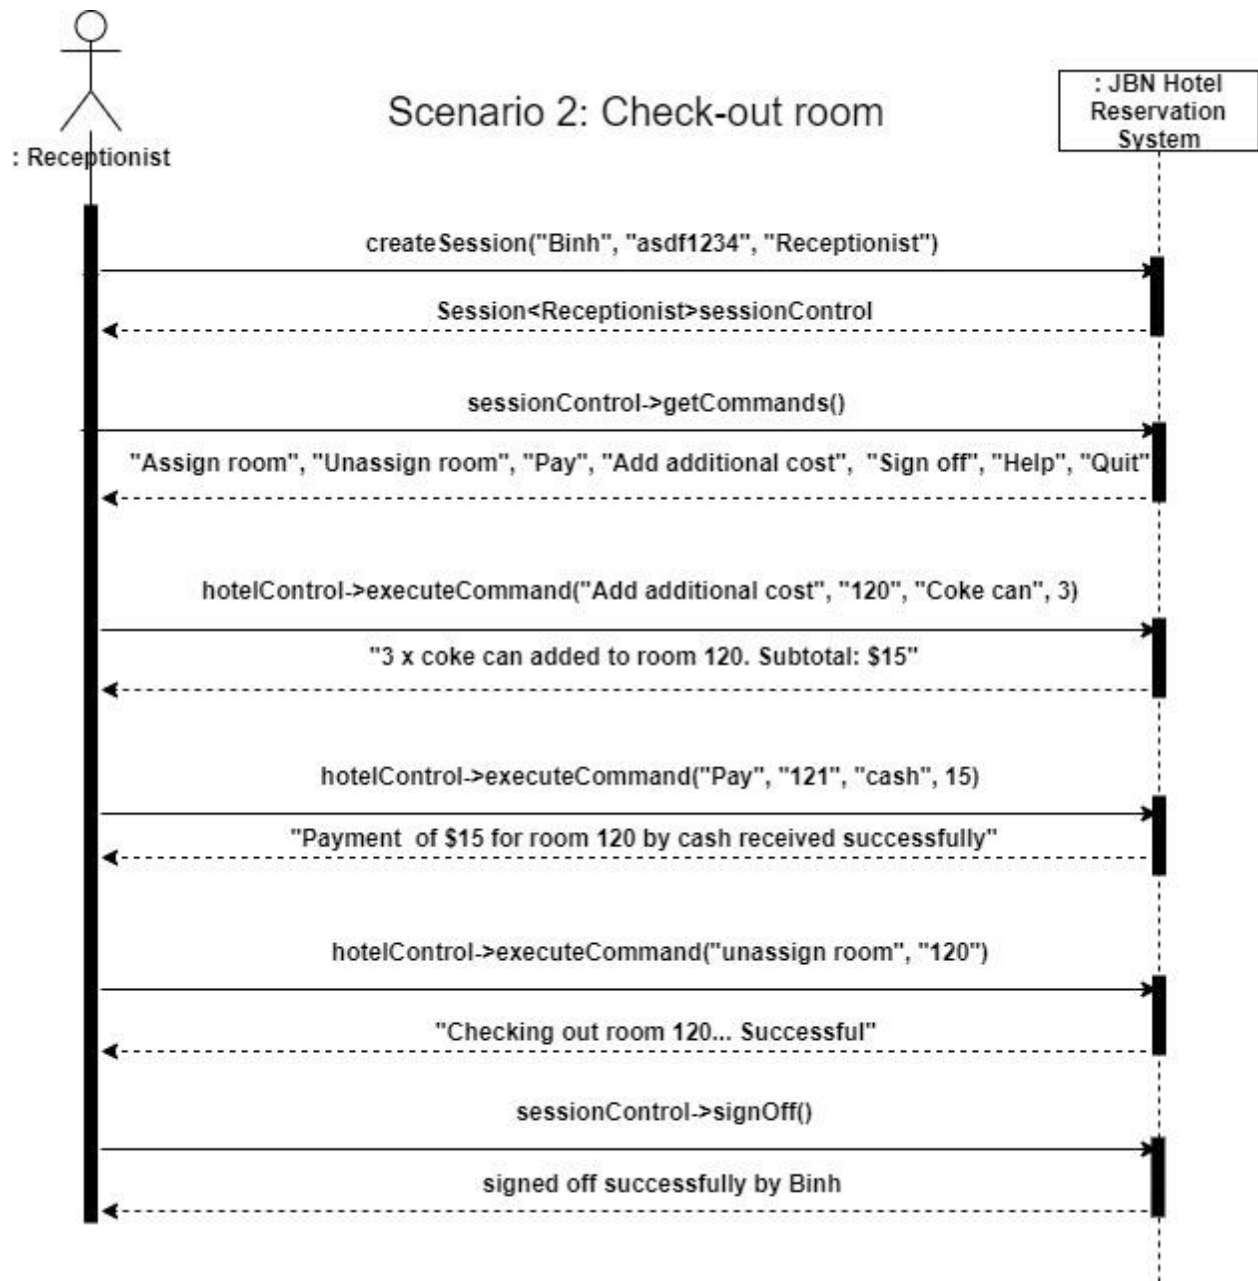 Scenario 2: Check-out room
: JBN Hotel
Reservation
System
: Receptionist
createSession("Binh", "asdf1234", "Receptionist")
Session<Receptionist>sessionControl
sessionControl->getCommands()
"Assign room", "Unassign room", "Pay", "Add additional cost",  "Sign off", "Help", "Quit"
hotelControl->executeCommand("Add additional cost", "120", "Coke can", 3)
"3 x coke can added to room 120. Subtotal: $15"
hotelControl->executeCommand("Pay", "121", "cash", 15)
"Payment  of $15 for room 120 by cash received successfully"
hotelControl->executeCommand("unassign room", "120")
"Checking out room 120... Successful"
sessionControl->signOff()
signed off successfully by Binh